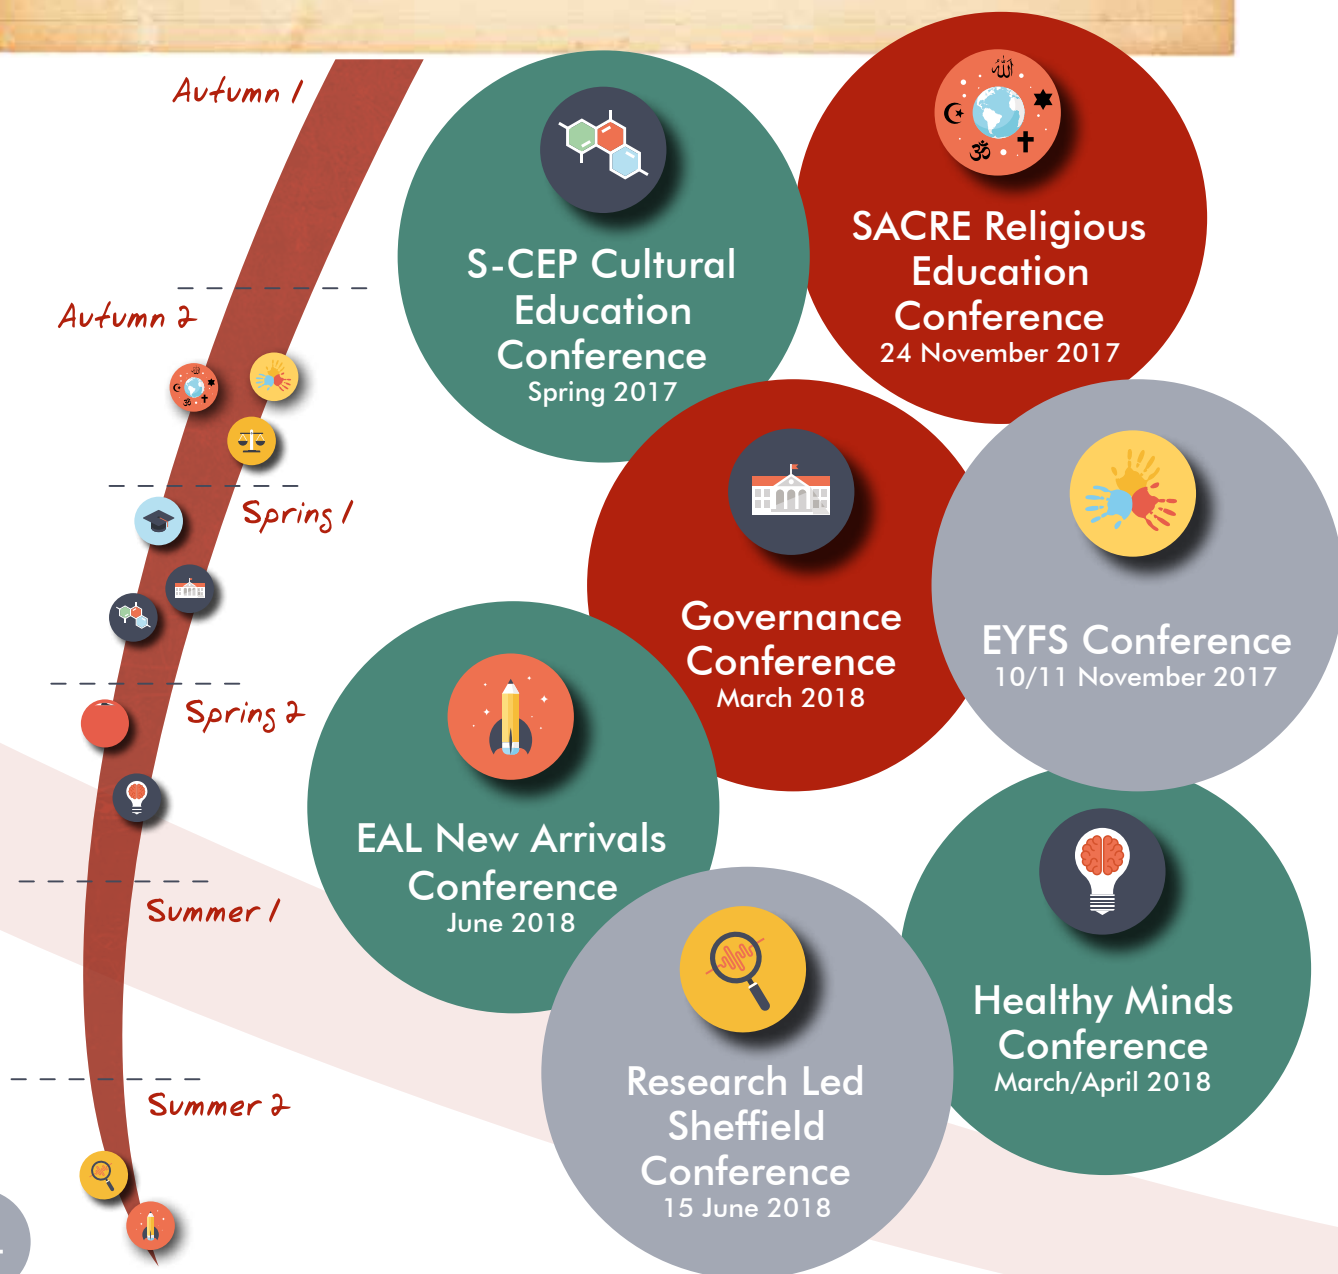 Autumn 1
Autumn 2
Spring 1
Spring 2
Summer 1
Summer 2
S-CEP Cultural
Education
Conference
Spring 2017
SACRE Religious
Education
Conference
24 November 2017
Governance
Conference
March 2018
EYFS Conference
10/11 November 2017
EAL New Arrivals
Conference
June 2018
Healthy Minds
Conference
March/April 2018
Research Led
Sheffield
Conference
15 June 2018